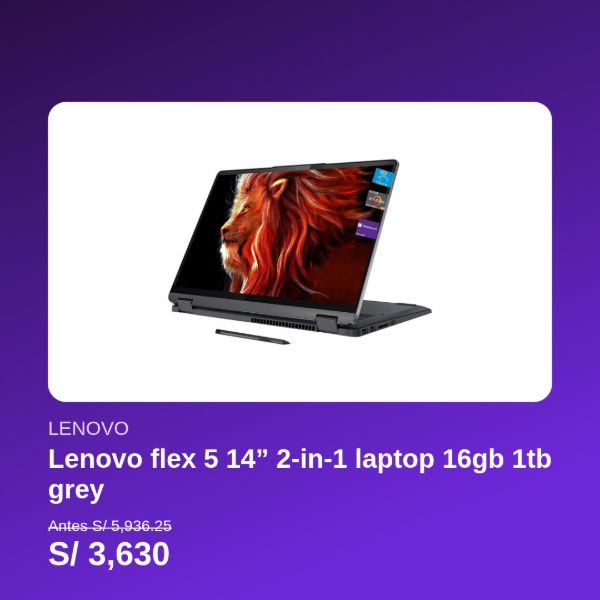 LENOVO
Lenovo flex 5 14” 2-in-1 laptop 16gb 1tb
grey
Antes S/ 5,936.25
S/ 3,630